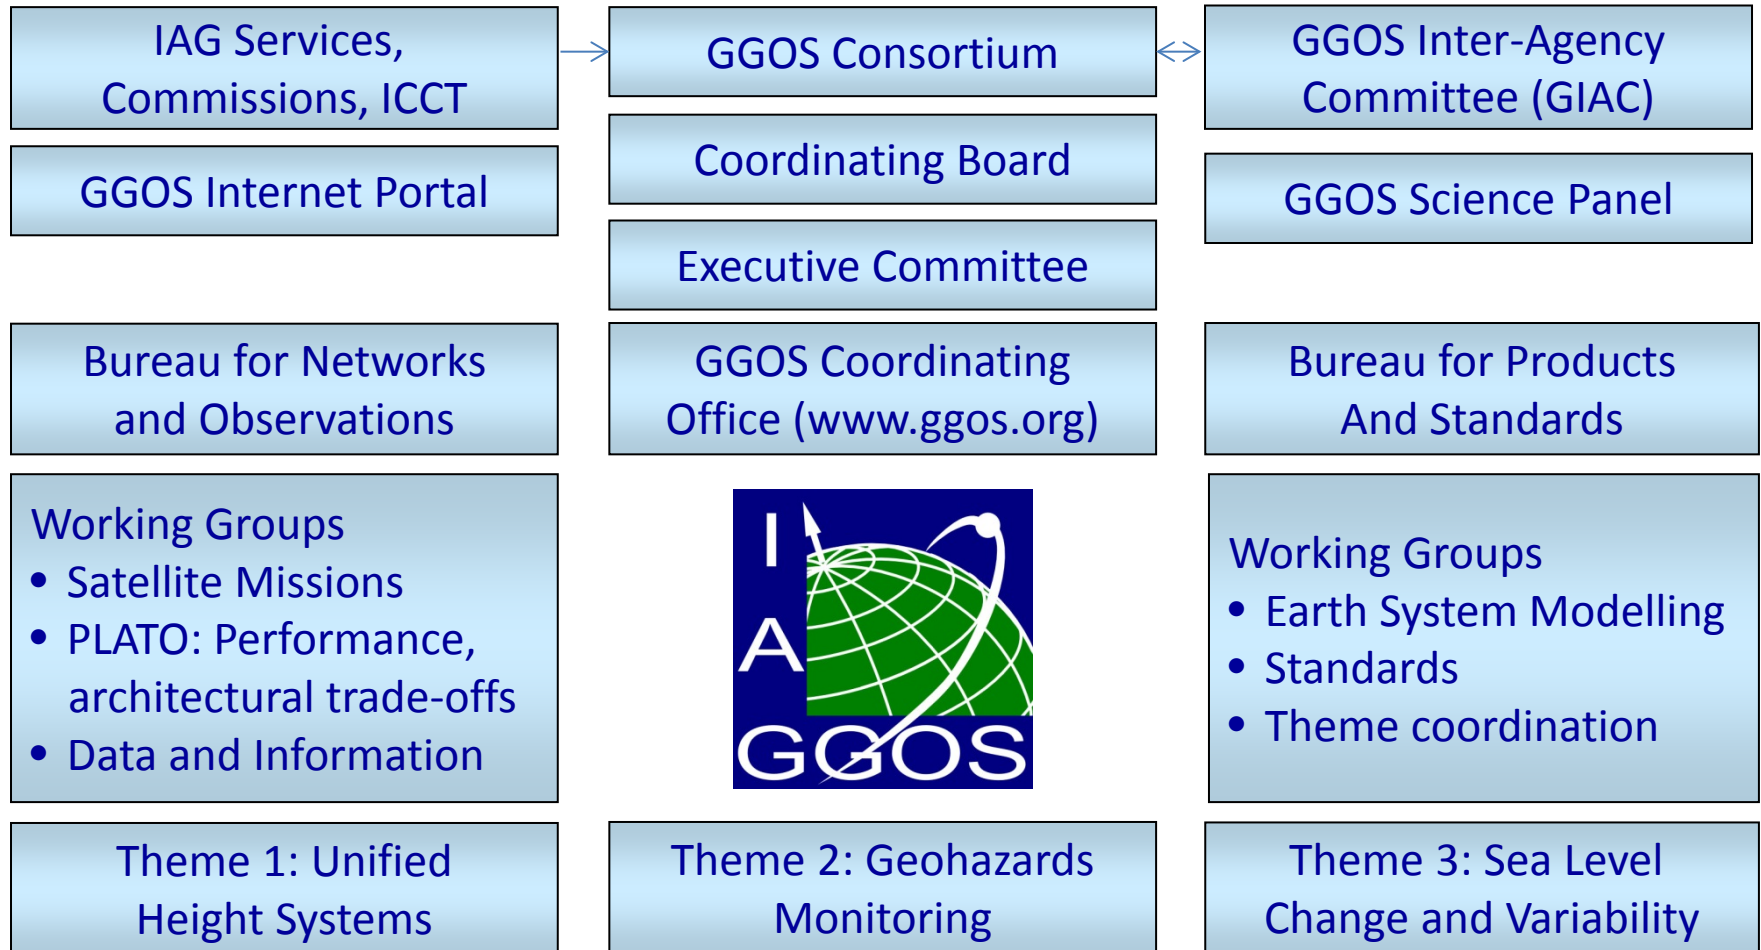 IAG Services,
Commissions, ICCT
GGOS Consortium
GGOS Inter-Agency
Committee (GIAC)
GGOS Internet Portal
Coordinating Board
GGOS Science Panel
Executive Committee
Bureau for Networks
and Observations
GGOS Coordinating
Office (www.ggos.org)
Bureau for Products
And Standards
Working Groups
• Satellite Missions
• PLATO: Performance,
architectural trade-offs
• Data and Information
I
A
GGOS
Working Groups
• Earth System Modelling
• Standards
• Theme coordination
Theme 1: Unified
Height Systems
Theme 2: Geohazards
Monitoring
Theme 3: Sea Level
Change and Variability